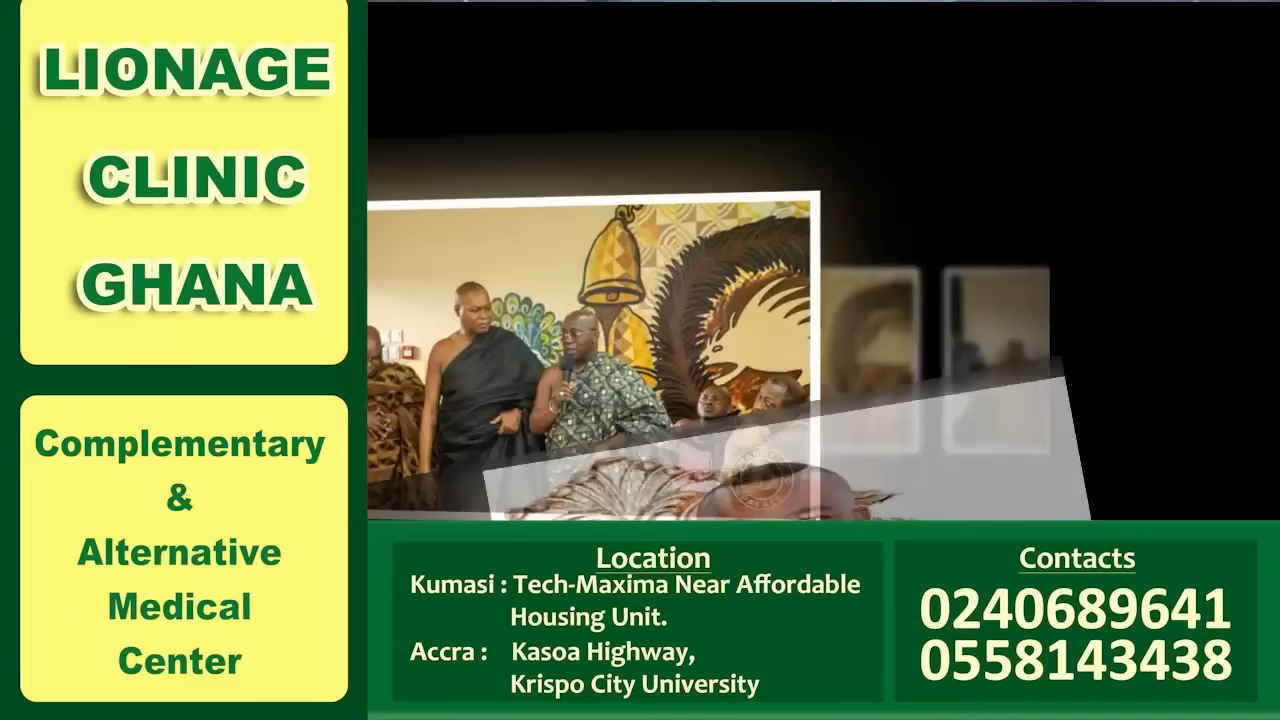 LIONAGE
CLINIC
GHANA
Complementary
&
Alternative
Medical
Center
Location
Kumasi : Tech-Maxima Near Affordable
Housing Unit.
Accra : Kasoa Highway,
Krispo City University
Contacts
0240689641
0558143438